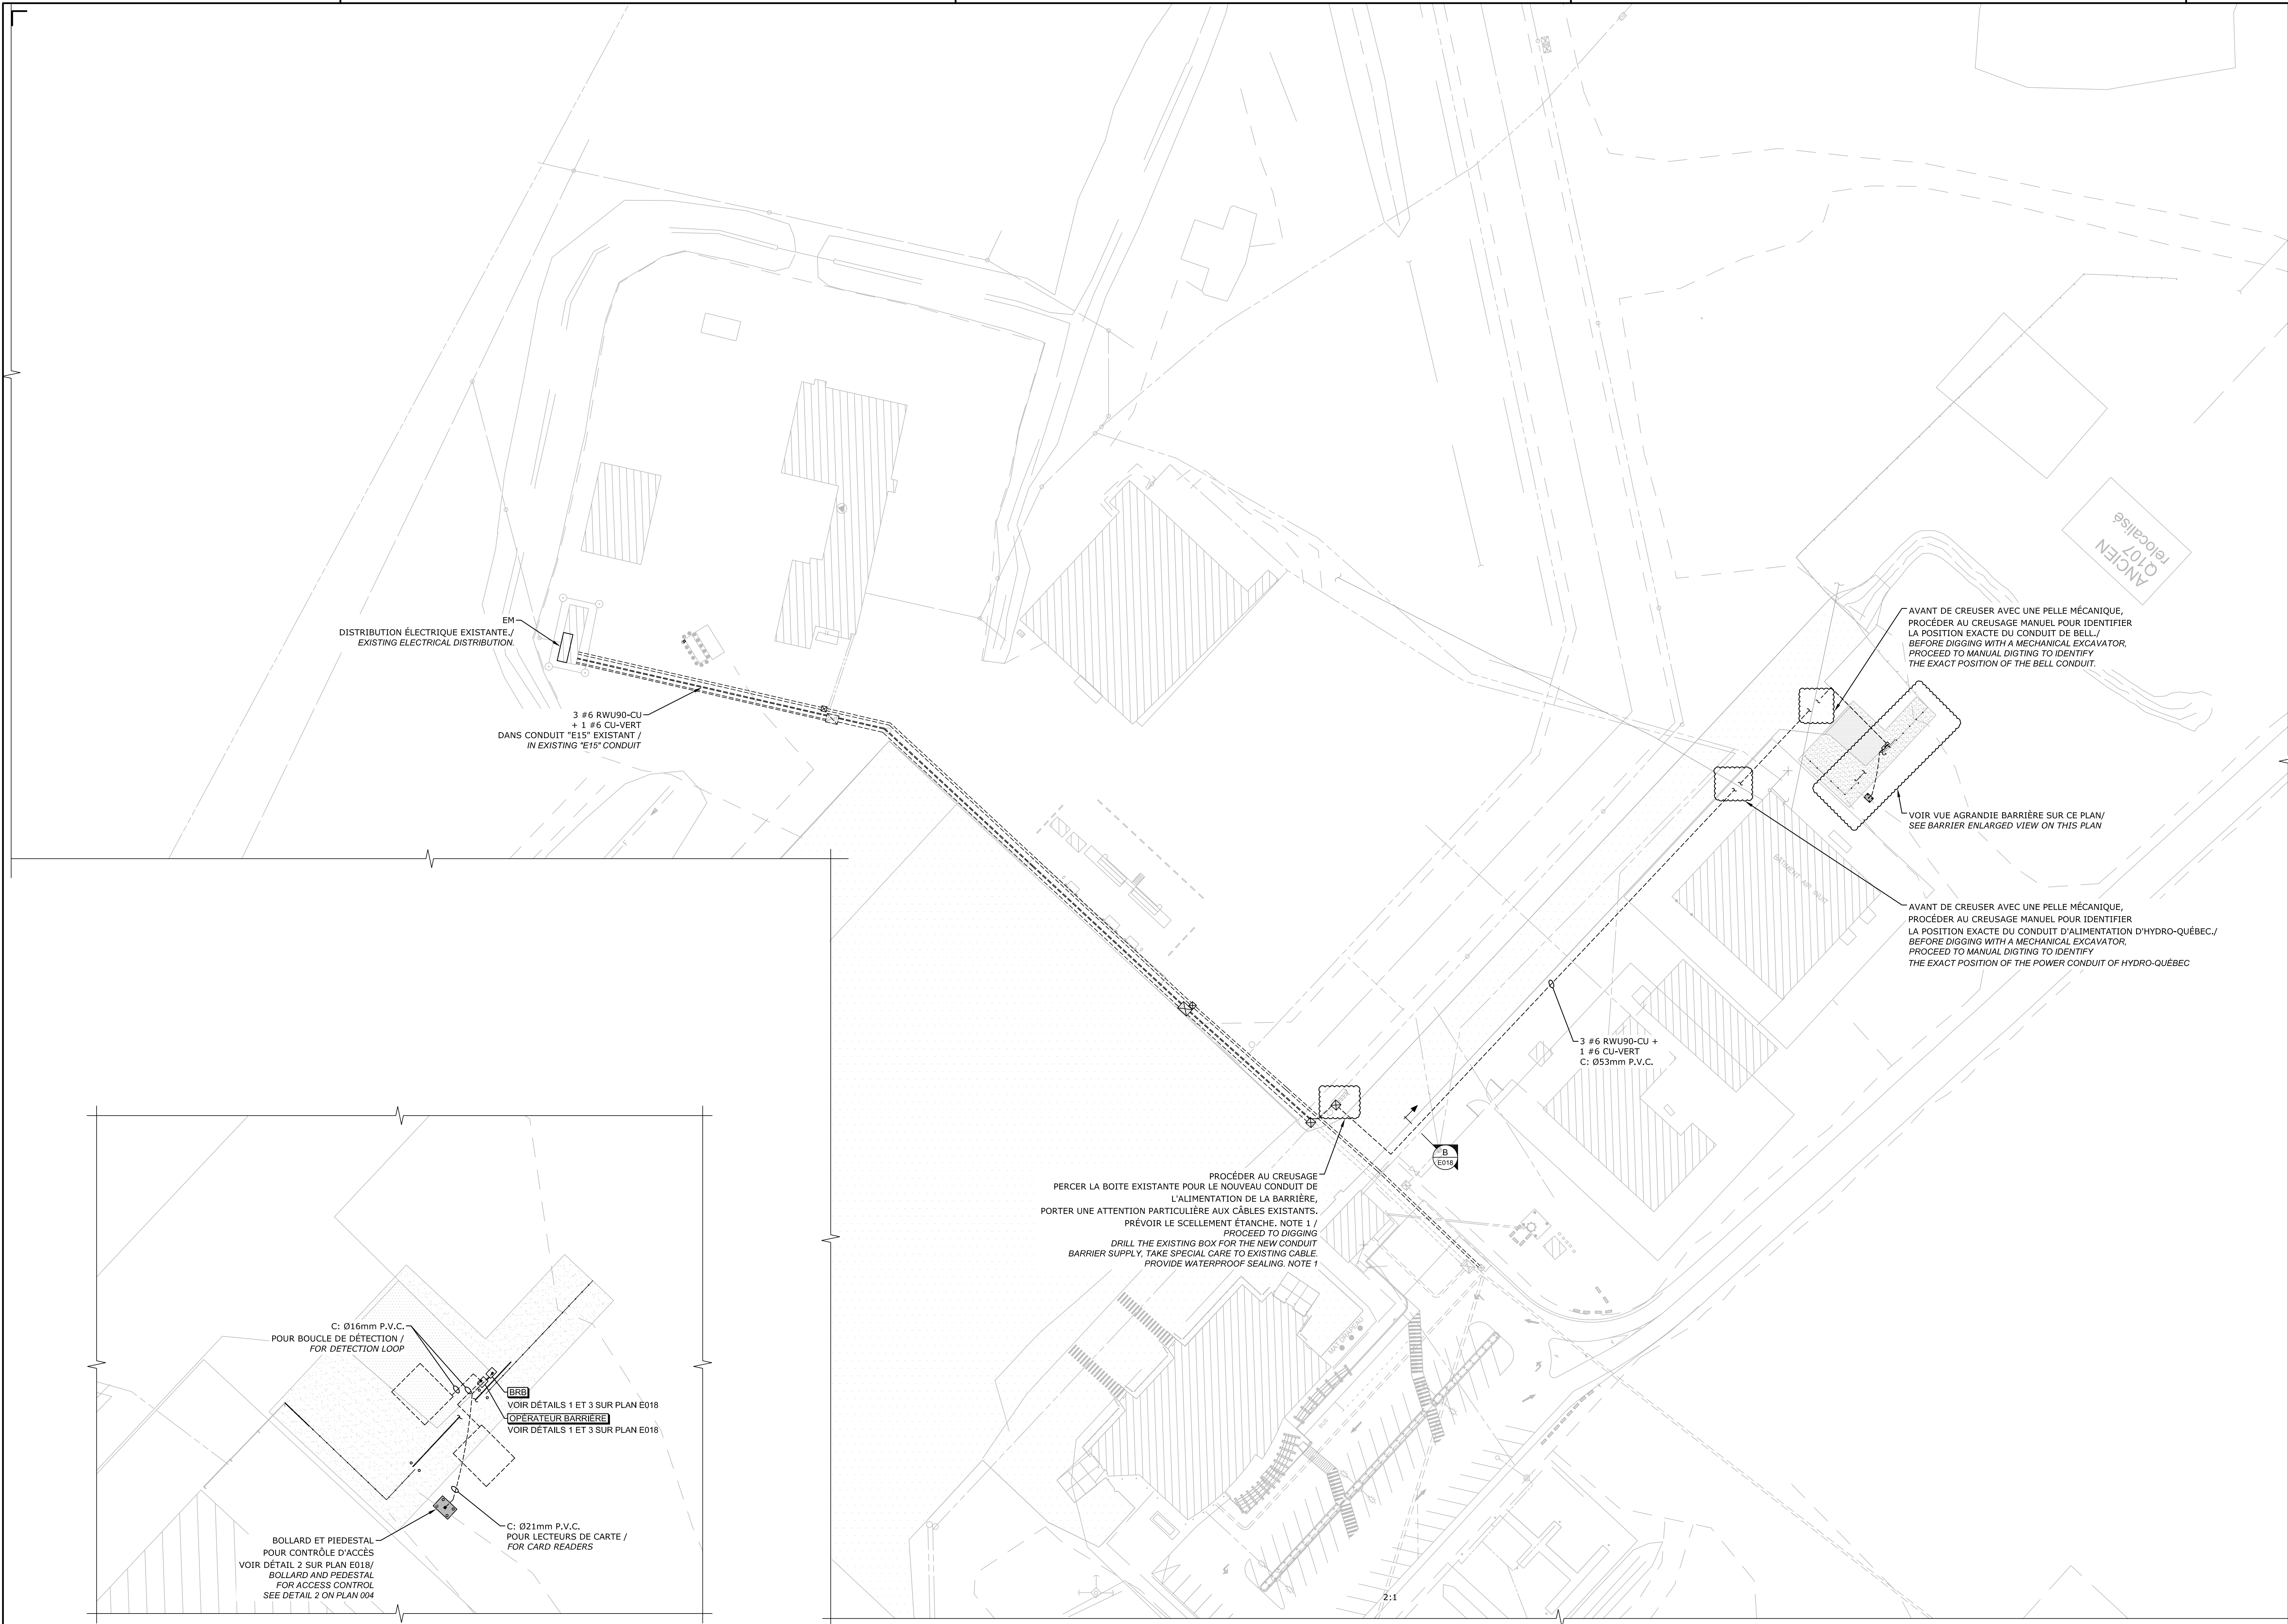 ANCIEN
Q107
relocalisé
EM
DISTRIBUTION ÉLECTRIQUE EXISTANTE./
EXISTING ELECTRICAL DISTRIBUTION.
AVANT DE CREUSER AVEC UNE PELLE MÉCANIQUE,
PROCÉDER AU CREUSAGE MANUEL POUR IDENTIFIER
LA POSITION EXACTE DU CONDUIT DE BELL./
BEFORE DIGGING WITH A MECHANICAL EXCAVATOR,
PROCEED TO MANUAL DIGTING TO IDENTIFY
THE EXACT POSITION OF THE BELL CONDUIT.
3 #6 RWU90-CU
+ 1 #6 CU-VERT
DANS CONDUIT "E15" EXISTANT /
IN EXISTING "E15" CONDUIT
VOIR VUE AGRANDIE BARRIÈRE SUR CE PLAN/
SEE BARRIER ENLARGED VIEW ON THIS PLAN
BÂTIMENT AIR INUIT
AVANT DE CREUSER AVEC UNE PELLE MÉCANIQUE,
PROCÉDER AU CREUSAGE MANUEL POUR IDENTIFIER
LA POSITION EXACTE DU CONDUIT D'ALIMENTATION D'HYDRO-QUÉBEC./
BEFORE DIGGING WITH A MECHANICAL EXCAVATOR,
PROCEED TO MANUAL DIGTING TO IDENTIFY
THE EXACT POSITION OF THE POWER CONDUIT OF HYDRO-QUÉBEC
3 #6 RWU90-CU +
1 #6 CU-VERT
C: Ø53mm P.V.C.
B
E018
PROCÉDER AU CREUSAGE
PERCER LA BOITE EXISTANTE POUR LE NOUVEAU CONDUIT DE
L'ALIMENTATION DE LA BARRIÈRE,
PORTER UNE ATTENTION PARTICULIÈRE AUX CÂBLES EXISTANTS.
PRÉVOIR LE SCELLEMENT ÉTANCHE. NOTE 1 /
PROCEED TO DIGGING
DRILL THE EXISTING BOX FOR THE NEW CONDUIT
BARRIER SUPPLY, TAKE SPECIAL CARE TO EXISTING CABLE.
PROVIDE WATERPROOF SEALING. NOTE 1
MAT DRAPEAU
BUS
C: Ø16mm P.V.C.
POUR BOUCLE DE DÉTECTION /
FOR DETECTION LOOP
BRB
VOIR DÉTAILS 1 ET 3 SUR PLAN E018
OPÉRATEUR BARRIÈRE
VOIR DÉTAILS 1 ET 3 SUR PLAN E018
C: Ø21mm P.V.C.
POUR LECTEURS DE CARTE /
FOR CARD READERS
BOLLARD ET PIEDESTAL
POUR CONTRÔLE D'ACCÈS
VOIR DÉTAIL 2 SUR PLAN E018/
BOLLARD AND PEDESTAL
FOR ACCESS CONTROL
SEE DETAIL 2 ON PLAN 004
2:1